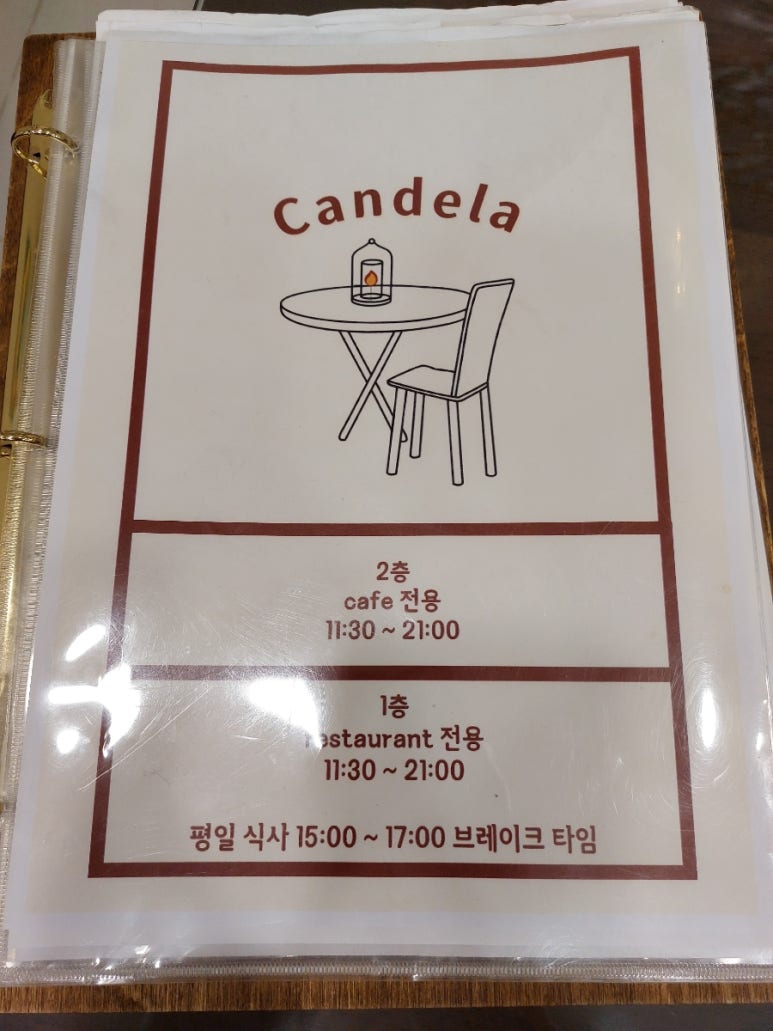 Candela
2층
cafe 전용
11:30 ~ 21:00
1층
restaurant 전용
11:30 ~ 21:00
평일 식사 15:00 ~ 17:00 브레이크 타임